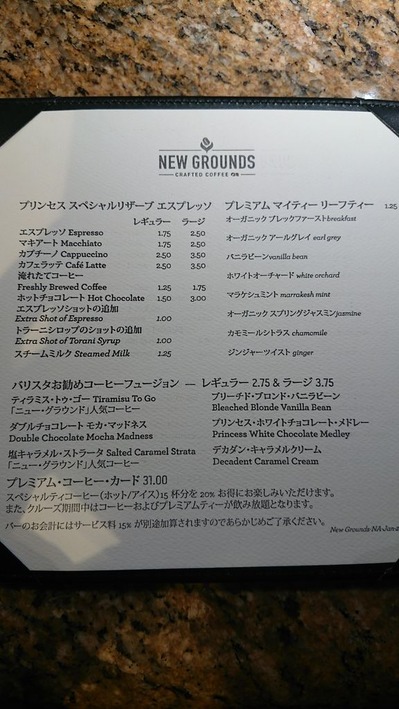 NEW GROUNDS
CRAFTED COFFEE
プリンセス スペシャルリザーブ エスプレッソ
レギュラー ラージ
エスプレッソ Espresso 1.75 2.50
マキアート Macchiato 1.75 2.50
カプチーノ Cappuccino 2.50 3.50
カフェラッテ Café Latte 2.50 3.50
淹れたてコーヒー
Freshly Brewed Coffee 1.25 1.75
ホットチョコレート Hot Chocolate 1.50 3.00
エスプレッソショットの追加
Extra Shot of Espresso 1.00
トラーニシロップのショットの追加
Extra Shot of Torani Syrup 1.00
スチームミルク Steamed Milk 1.25
プレミアム マイティー リーフティー 1.25
オーガニック ブレックファーストbreakfast
オーガニック アールグレイ earl grey
バニラビーンvanilla bean
ホワイトオーチャード white orchard
マラケシュミント marrakesh mint
オーガニック スプリングジャスミンjasmine
カモミールシトラス chamomile
ジンジャーツイスト ginger
バリスタお勧めコーヒーフュージョン — レギュラー 2.75 & ラージ 3.75
ティラミス・トゥ・ゴー Tiramisu To Go
「ニュー・グラウンド」人気コーヒー
ダブルチョコレート モカ・マッドネス
Double Chocolate Mocha Madness
塩キャラメル・ストラータ Salted Caramel Strata
「ニュー・グラウンド」人気コーヒー
ブリーチド・ブロンド・バニラビーン
Bleached Blonde Vanilla Bean
プリンセス・ホワイトチョコレート・メドレー
Princess White Chocolate Medley
デカダン・キャラメルクリーム
Decadent Caramel Cream
プレミアム・コーヒー・カード 31.00
スペシャルティコーヒー（ホット/アイス）15 杯分を 20% お得にお楽しみいただけます。
また、クルーズ期間中はコーヒーおよびプレミアムティーが飲み放題となります。
バーのお会計にはサービス料 15% が別途加算されますのであらかじめご了承ください。
New Grounds-NA-Jan-2